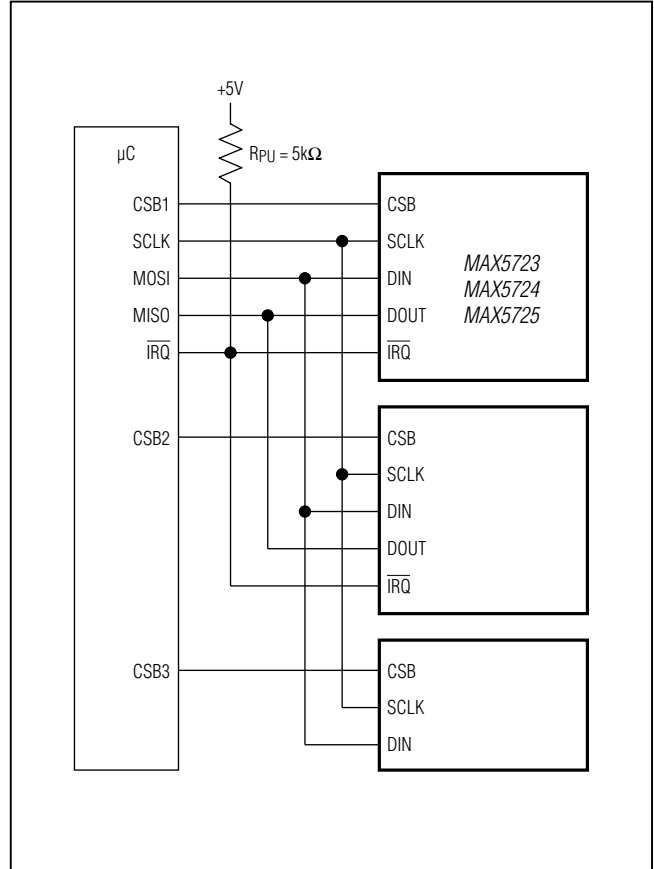 +5V
µC
RPU = 5kΩ
CSB1
SCLK
MOSI
MISO
IRQ
CSB2
CSB3
CSB
SCLK
DIN
DOUT
IRQ
MAX5723
MAX5724
MAX5725
CSB
SCLK
DIN
DOUT
IRQ
CSB
SCLK
DIN